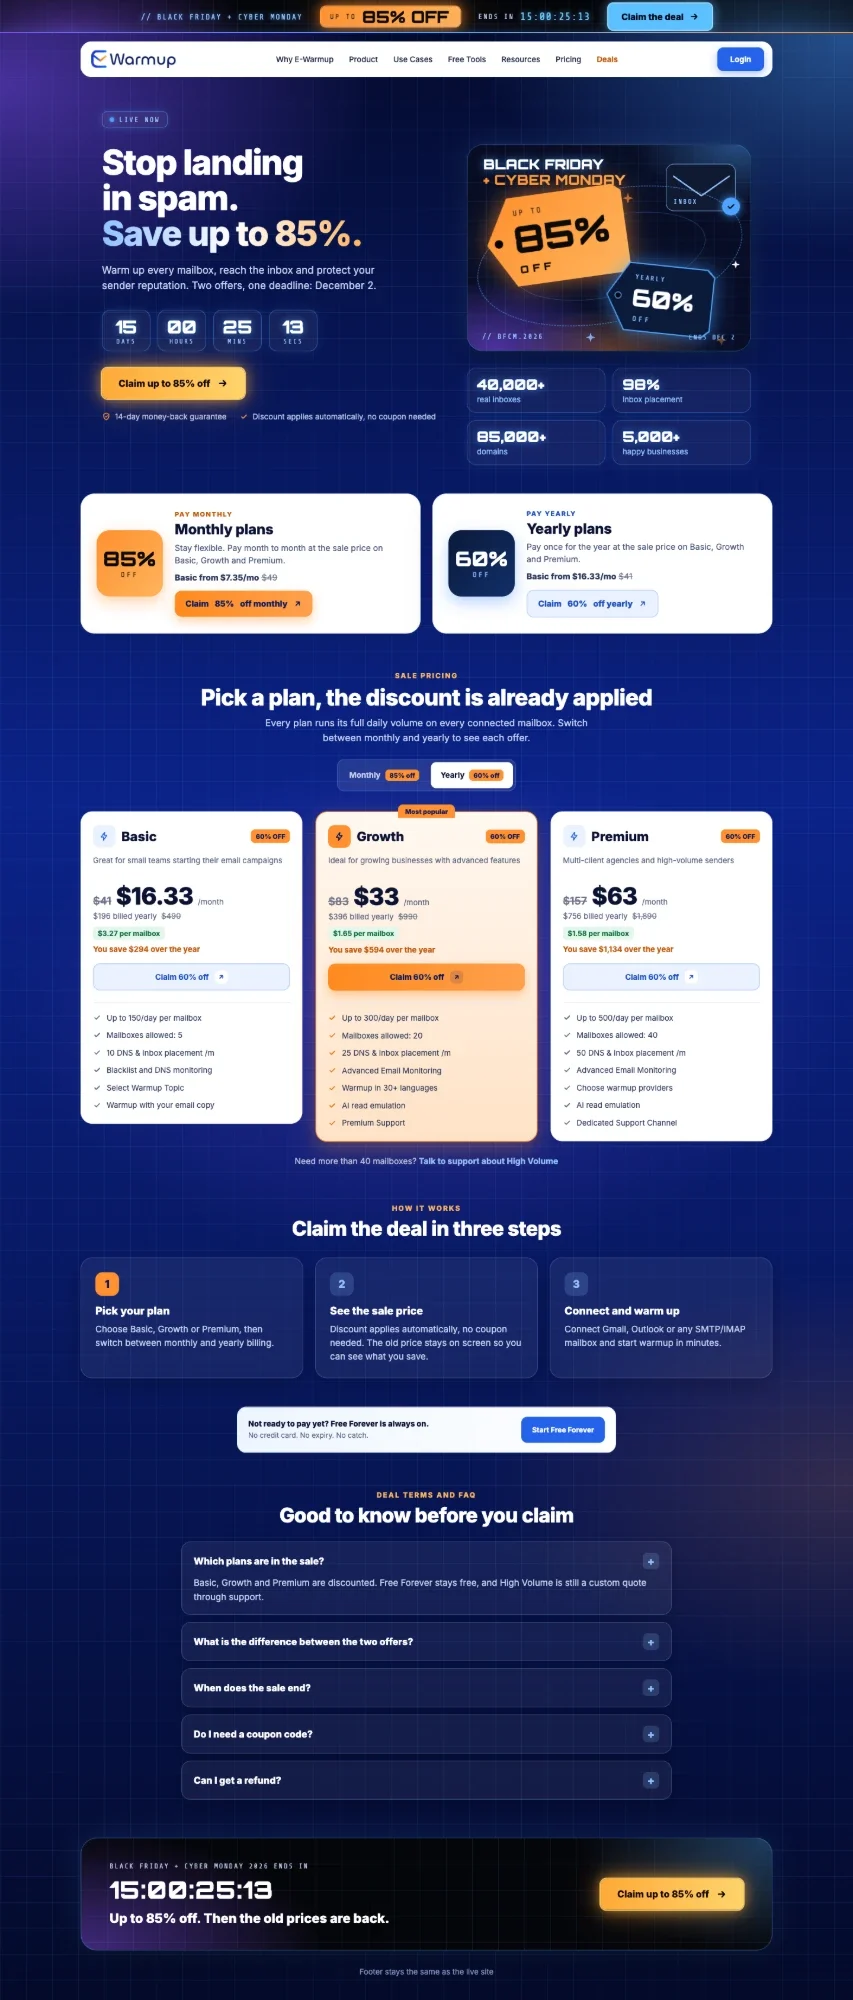 // BLACK FRIDAY + CYBER MONDAY
UP TO 85% OFF
ENDS IN 15:00:25:13
Claim the deal →
EWarmup
Why E-Warmup
Product
Use Cases
Free Tools
Resources
Pricing
Deals
Login
LIVE NOW
Stop landing
in spam.
Save up to 85%.
Warm up every mailbox, reach the inbox and protect your
sender reputation. Two offers, one deadline: December 2.
15 00 25 13
DAYS HOURS MINS SECS
Claim up to 85% off →
14-day money-back guarantee
Discount applies automatically, no coupon needed
BLACK FRIDAY
+ CYBER MONDAY
INBOX
UP TO
85%
OFF
YEARLY
60%
OFF
// BFCM.2026
ENDS DEC 2
40,000+
real inboxes
98%
Inbox placement
85,000+
domains
5,000+
happy businesses
85%
OFF
PAY MONTHLY
Monthly plans
Stay flexible. Pay month to month at the sale price on
Basic, Growth and Premium.
Basic from $7.35/mo $49
Claim 85% off monthly ↗
60%
OFF
PAY YEARLY
Yearly plans
Pay once for the year at the sale price on Basic, Growth
and Premium.
Basic from $16.33/mo $41
Claim 60% off yearly ↗
SALE PRICING
Pick a plan, the discount is already applied
Every plan runs its full daily volume on every connected mailbox. Switch
between monthly and yearly to see each offer.
Monthly 85% off
Yearly 60% off
Basic
60% OFF
Great for small teams starting their email campaigns
$41 $16.33 /month
$196 billed yearly $490
$3.27 per mailbox
You save $294 over the year
Claim 60% off ↗
Up to 150/day per mailbox
Mailboxes allowed: 5
10 DNS & Inbox placement /m
Blacklist and DNS monitoring
Select Warmup Topic
Warmup with your email copy
Most popular
Growth
60% OFF
Ideal for growing businesses with advanced features
$83 $33 /month
$396 billed yearly $990
$1.65 per mailbox
You save $594 over the year
Claim 60% off ↗
Up to 300/day per mailbox
Mailboxes allowed: 20
25 DNS & Inbox placement /m
Advanced Email Monitoring
Warmup in 30+ languages
AI read emulation
Premium Support
Premium
60% OFF
Multi-client agencies and high-volume senders
$157 $63 /month
$756 billed yearly $1,890
$1.58 per mailbox
You save $1,134 over the year
Claim 60% off ↗
Up to 500/day per mailbox
Mailboxes allowed: 40
50 DNS & Inbox placement /m
Advanced Email Monitoring
Choose warmup providers
AI read emulation
Dedicated Support Channel
Need more than 40 mailboxes? Talk to support about High Volume
HOW IT WORKS
Claim the deal in three steps
1
Pick your plan
Choose Basic, Growth or Premium, then
switch between monthly and yearly billing.
2
See the sale price
Discount applies automatically, no coupon
needed. The old price stays on screen so you
can see what you save.
3
Connect and warm up
Connect Gmail, Outlook or any SMTP/IMAP
mailbox and start warmup in minutes.
Not ready to pay yet? Free Forever is always on.
No credit card. No expiry. No catch.
Start Free Forever
DEAL TERMS AND FAQ
Good to know before you claim
Which plans are in the sale? +
Basic, Growth and Premium are discounted. Free Forever stays free, and High Volume is still a custom quote
through support.
What is the difference between the two offers? +
When does the sale end? +
Do I need a coupon code? +
Can I get a refund? +
BLACK FRIDAY + CYBER MONDAY 2026 ENDS IN
15:00:25:13
Up to 85% off. Then the old prices are back.
Claim up to 85% off →
Footer stays the same as the live site